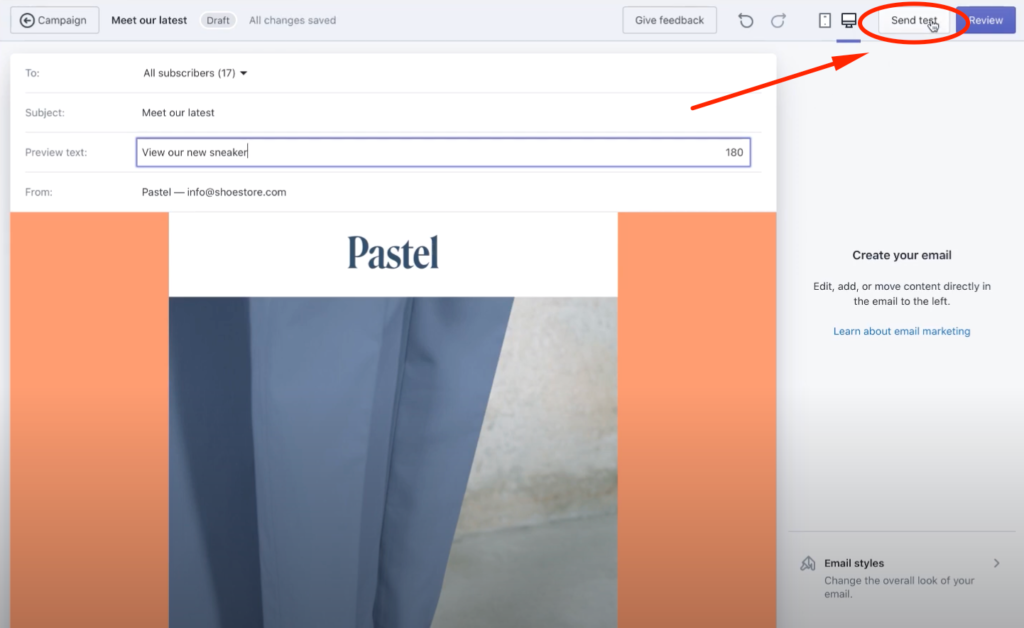 Campaign Meet our latest Draft All changes saved Give feedback Send test Review
To: All subscribers (17)
Subject: Meet our latest
Preview text: View our new sneaker 180
From: Pastel — info@shoestore.com
Pastel
Create your email
Edit, add, or move content directly in
the email to the left.
Learn about email marketing
Email styles
Change the overall look of your
email.